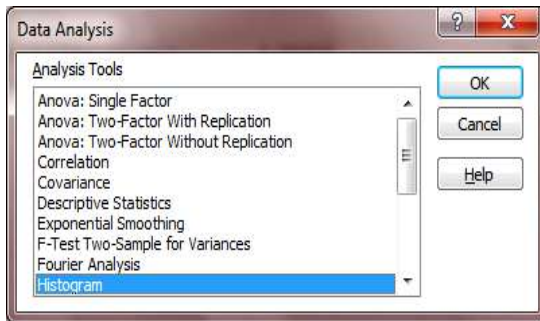 Data Analysis
Analysis Tools
Anova: Single Factor
Anova: Two-Factor With Replication
Anova: Two-Factor Without Replication
Correlation
Covariance
Descriptive Statistics
Exponential Smoothing
F-Test Two-Sample for Variances
Fourier Analysis
Histogram
OK
Cancel
Help